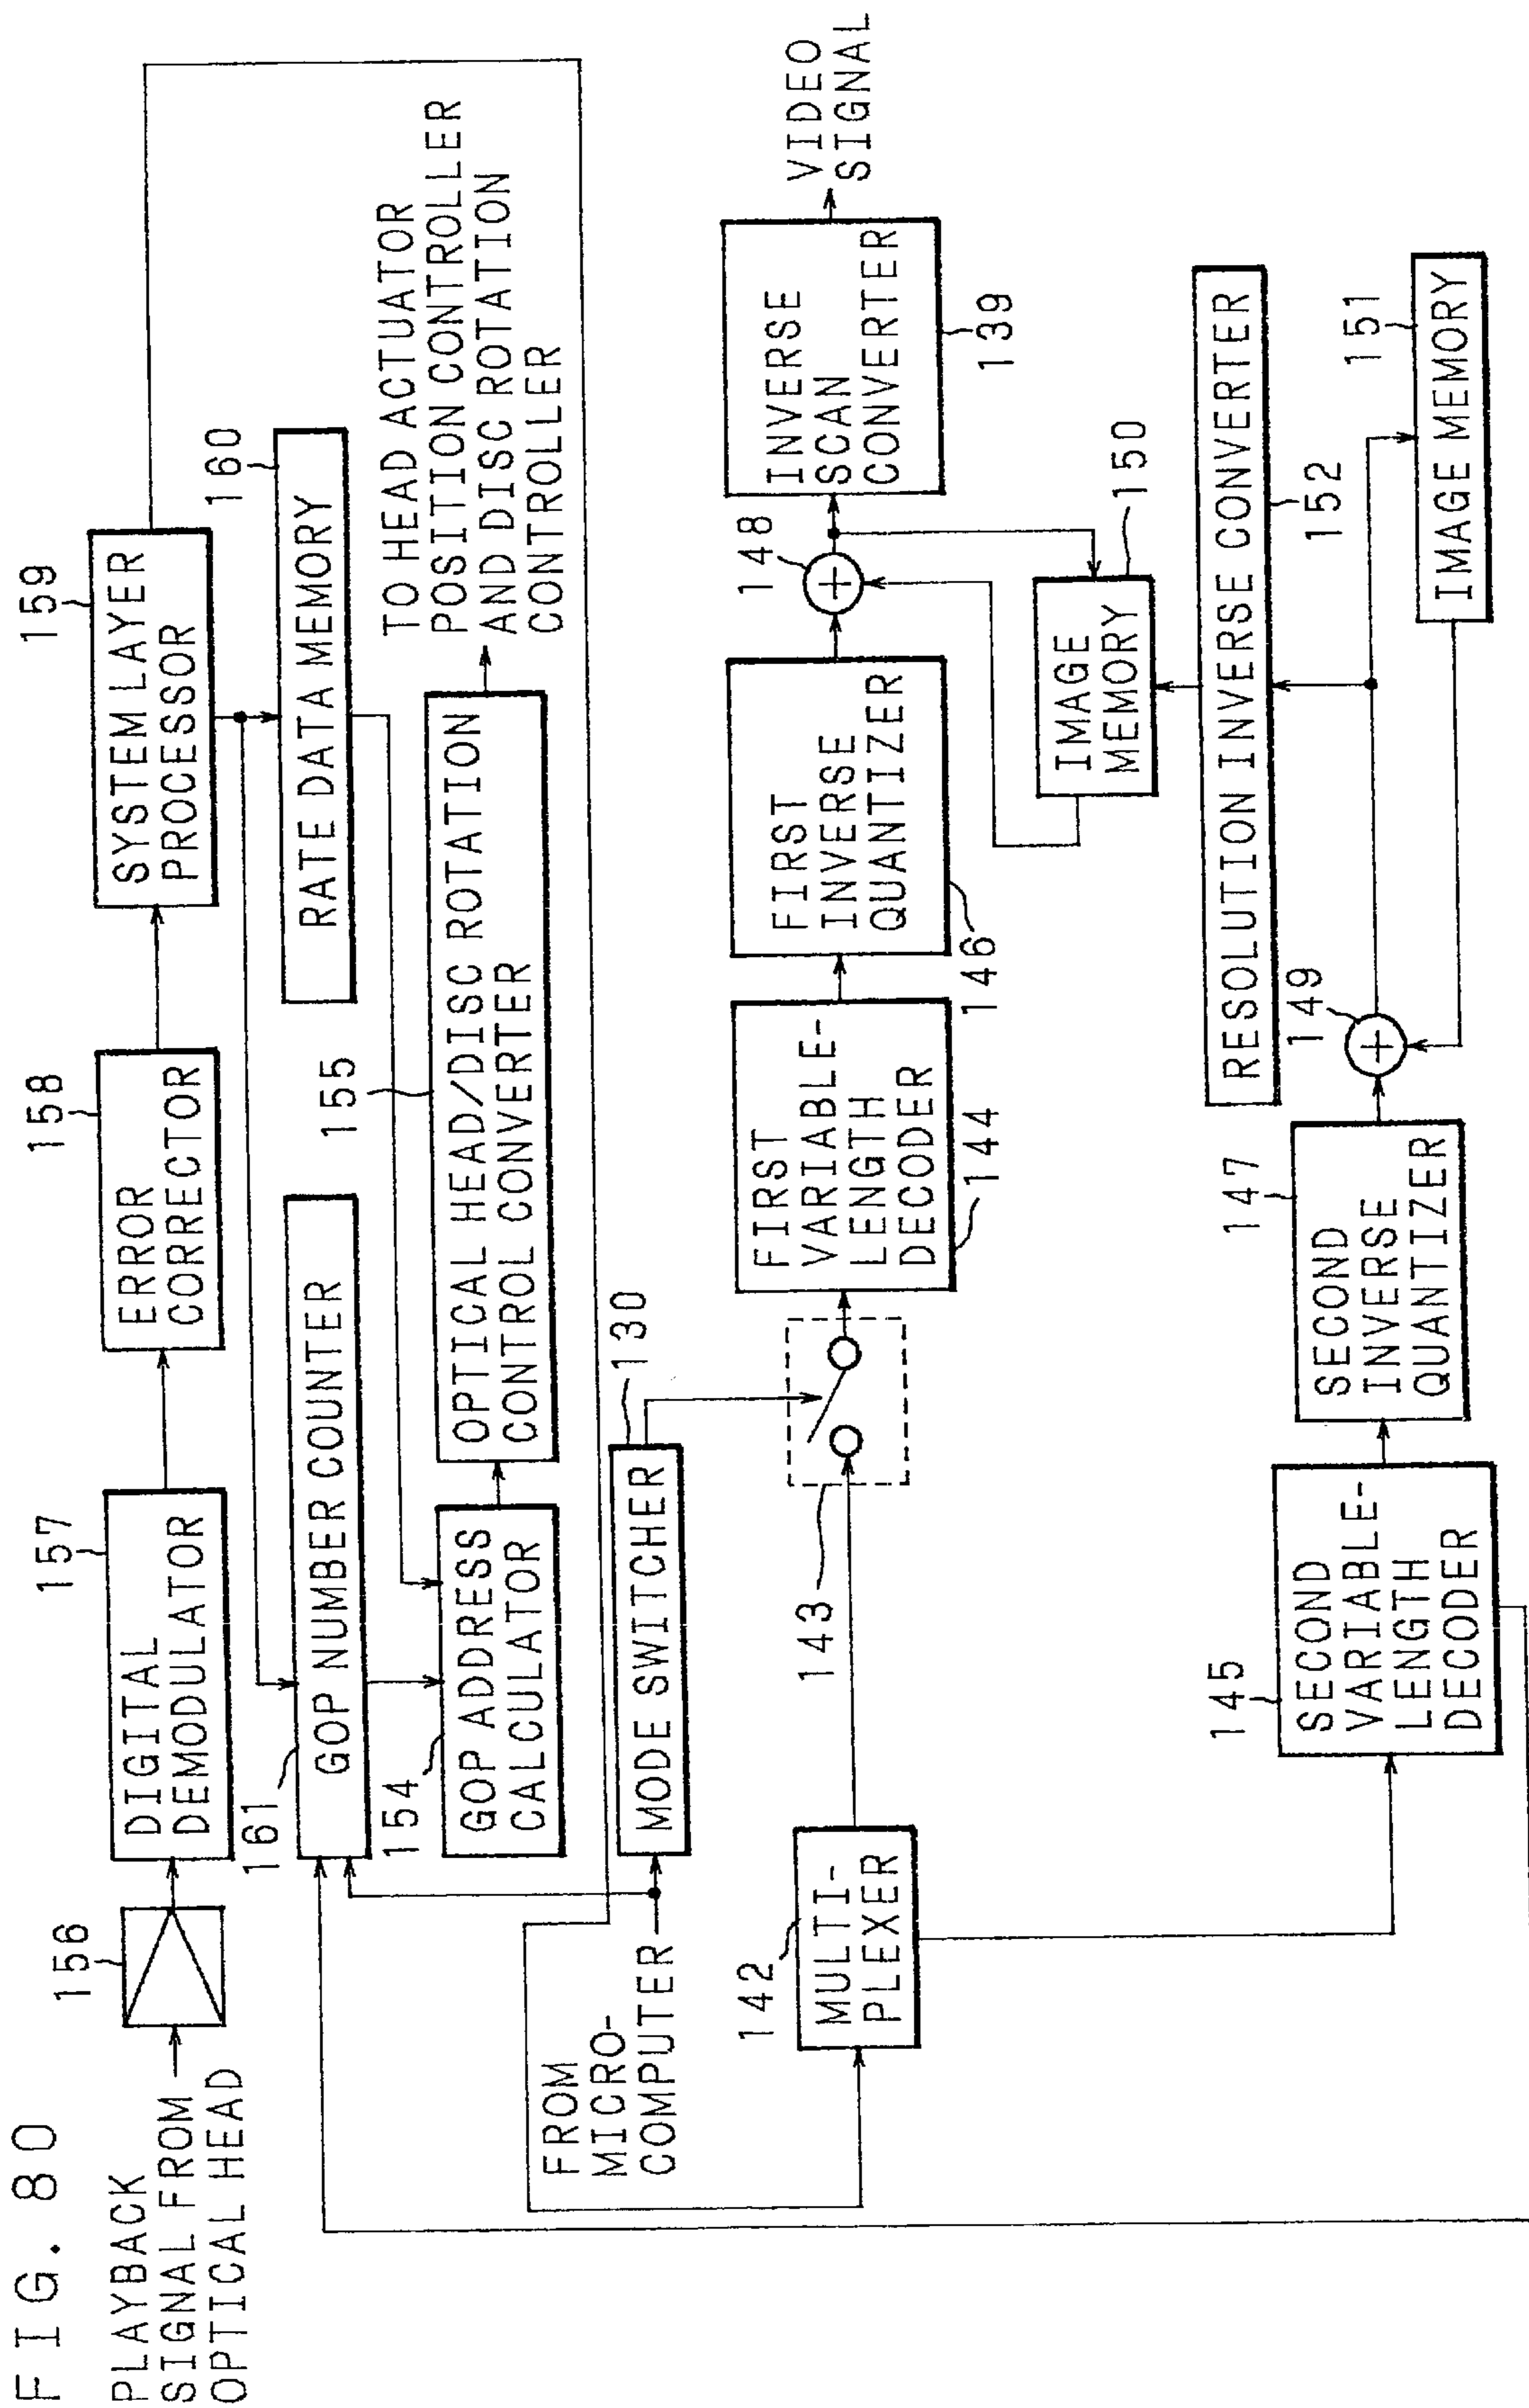 FIG. 80
PLAYBACK
SIGNAL FROM
OPTICAL HEAD
156
DIGITAL
DEMODULATOR
157
ERROR
CORRECTOR
158
SYSTEM LAYER
PROCESSOR
159
161
GOP NUMBER COUNTER
RATE DATA MEMORY
160
154
GOP ADDRESS
CALCULATOR
155
OPTICAL HEAD/DISC ROTATION
CONTROL CONVERTER
TO HEAD ACTUATOR
POSITION CONTROLLER
AND DISC ROTATION
CONTROLLER
FROM
MICRO-
COMPUTER
MODE SWITCHER
130
142
MULTI-
PLEXER
143
FIRST
VARIABLE-
LENGTH
DECODER
144
FIRST
INVERSE
QUANTIZER
146
148
+
INVERSE
SCAN
CONVERTER
139
VIDEO
SIGNAL
IMAGE
MEMORY
150
RESOLUTION INVERSE CONVERTER
152
145
SECOND
VARIABLE-
LENGTH
DECODER
147
SECOND
INVERSE
QUANTIZER
149
+
IMAGE MEMORY
151